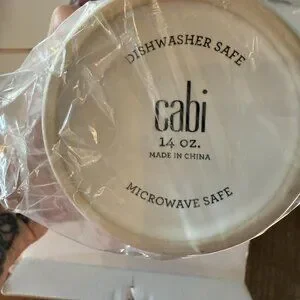 DISHWASHER SAFE
cabi
14 OZ.
MADE IN CHINA
MICROWAVE SAFE